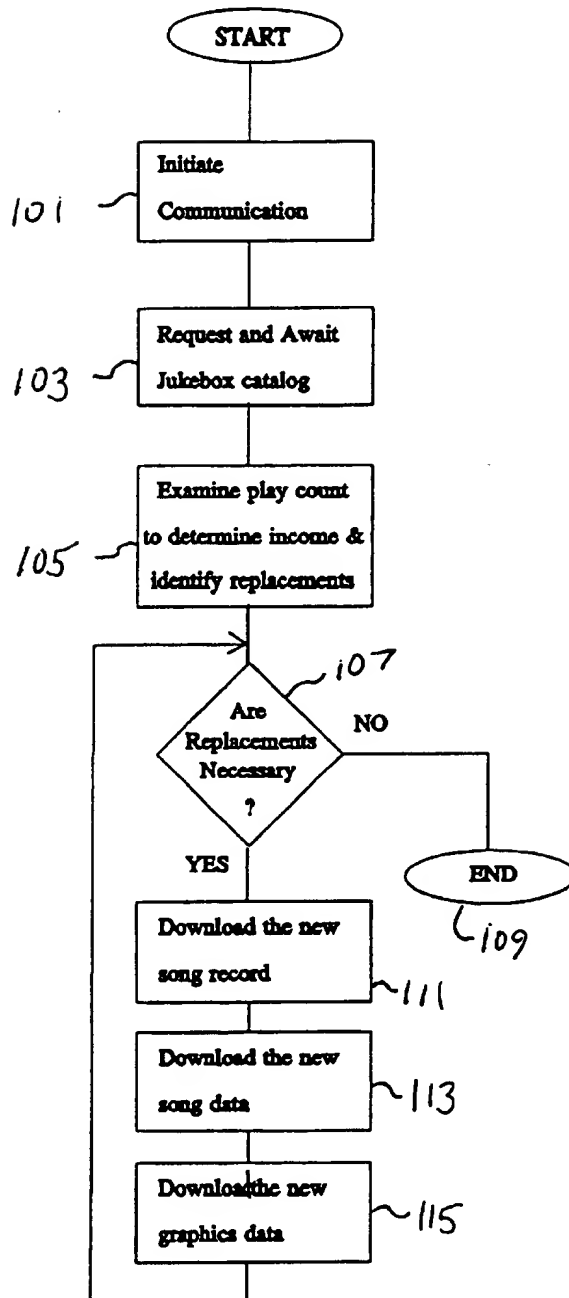 START
Initiate
Communication
101
Request and Await
Jukebox catalog
103
Examine play count
to determine income &
identify replacements
105
107
Are
Replacements
Necessary
?
NO
YES
END
109
Download the new
song record
111
Download the new
song data
113
Download the new
graphics data
115